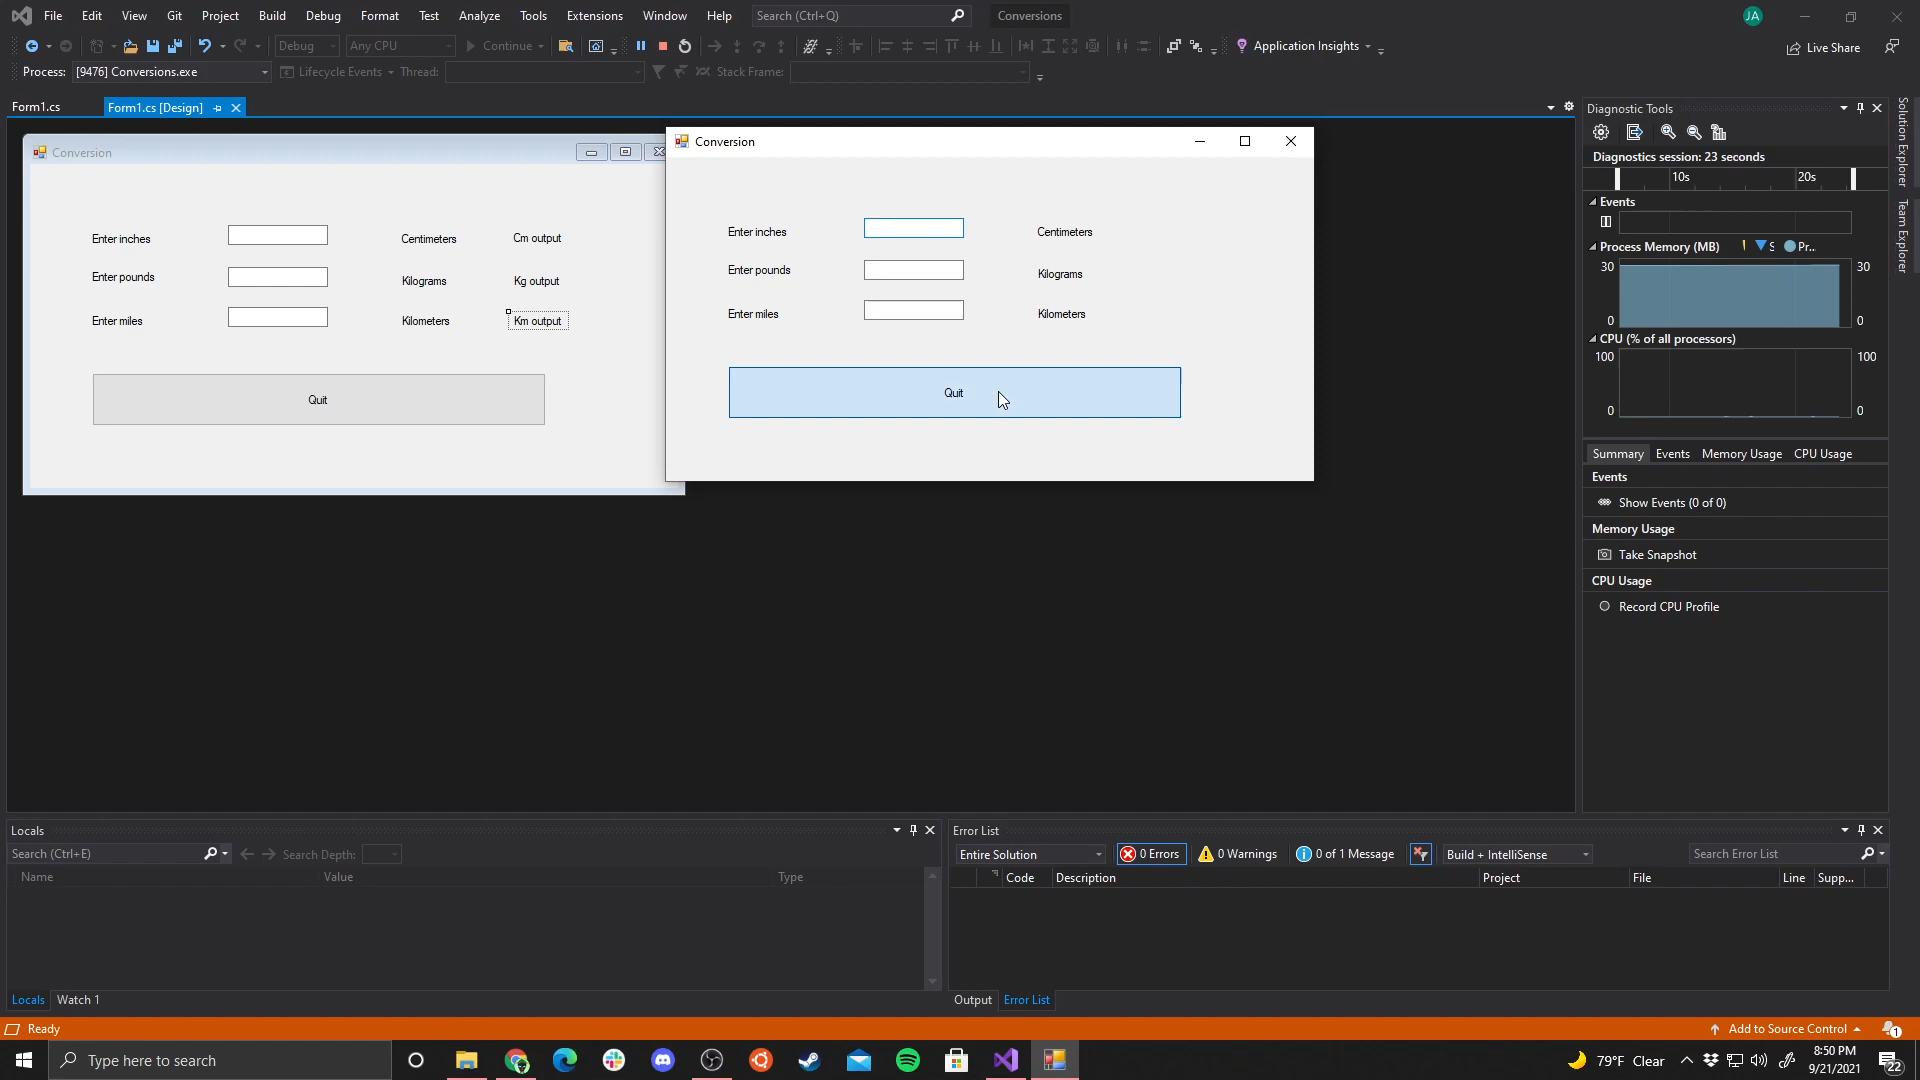 File Edit View Git Project Build Debug Format Test Analyze Tools Extensions Window Help Search (Ctrl+Q) Conversions JA
Debug Any CPU Continue Application Insights Live Share
Process: [9476] Conversions.exe Lifecycle Events Thread: Stack Frame:
Form1.cs Form1.cs [Design]
Conversion
Enter inches Centimeters Cm output
Enter pounds Kilograms Kg output
Enter miles Kilometers Km output
Quit
Conversion
Enter inches Centimeters
Enter pounds Kilograms
Enter miles Kilometers
Quit
Diagnostic Tools
Diagnostics session: 23 seconds
10s 20s
Events
Process Memory (MB) S Pr...
30 30
0 0
CPU (% of all processors)
100 100
0 0
Summary Events Memory Usage CPU Usage
Events
Show Events (0 of 0)
Memory Usage
Take Snapshot
CPU Usage
Record CPU Profile
Solution Explorer
Team Explorer
Locals
Search (Ctrl+E) Search Depth:
Name Value Type
Locals Watch 1
Error List
Entire Solution 0 Errors 0 Warnings 0 of 1 Message Build + IntelliSense Search Error List
Code Description Project File Line Supp...
Output Error List
Ready Add to Source Control 1
Type here to search 79°F Clear 8:50 PM
9/21/2021 22